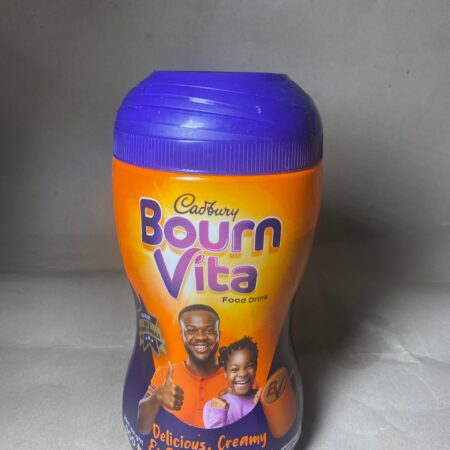 Cadbury
Bourn
Vita
Food Drink
BV
Delicious, Creamy
&